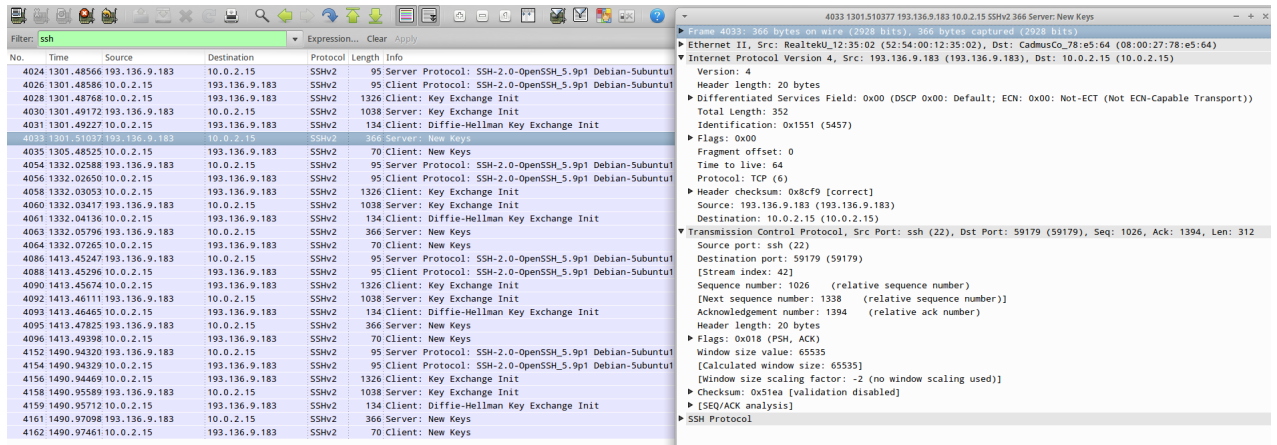 4033 1301.510377 193.136.9.183 10.0.2.15 SSHv2 366 Server: New Keys
Filter: ssh Expression... Clear Apply
No. Time Source Destination Protocol Length Info
4024 1301.48566 193.136.9.183 10.0.2.15 SSHv2 95 Server Protocol: SSH-2.0-OpenSSH_5.9p1 Debian-5ubuntu1
4026 1301.48586 10.0.2.15 193.136.9.183 SSHv2 95 Client Protocol: SSH-2.0-OpenSSH_5.9p1 Debian-5ubuntu1
4028 1301.48768 10.0.2.15 193.136.9.183 SSHv2 1326 Client: Key Exchange Init
4030 1301.49172 193.136.9.183 10.0.2.15 SSHv2 1038 Server: Key Exchange Init
4031 1301.49227 10.0.2.15 193.136.9.183 SSHv2 134 Client: Diffie-Hellman Key Exchange Init
4033 1301.51037 193.136.9.183 10.0.2.15 SSHv2 366 Server: New Keys
4035 1305.48525 10.0.2.15 193.136.9.183 SSHv2 70 Client: New Keys
4054 1332.02588 193.136.9.183 10.0.2.15 SSHv2 95 Server Protocol: SSH-2.0-OpenSSH_5.9p1 Debian-5ubuntu1
4056 1332.02650 10.0.2.15 193.136.9.183 SSHv2 95 Client Protocol: SSH-2.0-OpenSSH_5.9p1 Debian-5ubuntu1
4058 1332.03053 10.0.2.15 193.136.9.183 SSHv2 1326 Client: Key Exchange Init
4060 1332.03417 193.136.9.183 10.0.2.15 SSHv2 1038 Server: Key Exchange Init
4061 1332.04136 10.0.2.15 193.136.9.183 SSHv2 134 Client: Diffie-Hellman Key Exchange Init
4063 1332.05796 193.136.9.183 10.0.2.15 SSHv2 366 Server: New Keys
4064 1332.07265 10.0.2.15 193.136.9.183 SSHv2 70 Client: New Keys
4086 1413.45247 193.136.9.183 10.0.2.15 SSHv2 95 Server Protocol: SSH-2.0-OpenSSH_5.9p1 Debian-5ubuntu1
4088 1413.45296 10.0.2.15 193.136.9.183 SSHv2 95 Client Protocol: SSH-2.0-OpenSSH_5.9p1 Debian-5ubuntu1
4090 1413.45674 10.0.2.15 193.136.9.183 SSHv2 1326 Client: Key Exchange Init
4092 1413.46111 193.136.9.183 10.0.2.15 SSHv2 1038 Server: Key Exchange Init
4093 1413.46465 10.0.2.15 193.136.9.183 SSHv2 134 Client: Diffie-Hellman Key Exchange Init
4095 1413.47825 193.136.9.183 10.0.2.15 SSHv2 366 Server: New Keys
4096 1413.49398 10.0.2.15 193.136.9.183 SSHv2 70 Client: New Keys
4152 1490.94320 193.136.9.183 10.0.2.15 SSHv2 95 Server Protocol: SSH-2.0-OpenSSH_5.9p1 Debian-5ubuntu1
4154 1490.94329 10.0.2.15 193.136.9.183 SSHv2 95 Client Protocol: SSH-2.0-OpenSSH_5.9p1 Debian-5ubuntu1
4156 1490.94469 10.0.2.15 193.136.9.183 SSHv2 1326 Client: Key Exchange Init
4158 1490.95589 193.136.9.183 10.0.2.15 SSHv2 1038 Server: Key Exchange Init
4159 1490.95712 10.0.2.15 193.136.9.183 SSHv2 134 Client: Diffie-Hellman Key Exchange Init
4161 1490.97098 193.136.9.183 10.0.2.15 SSHv2 366 Server: New Keys
4162 1490.97461 10.0.2.15 193.136.9.183 SSHv2 70 Client: New Keys
Frame 4033: 366 bytes on wire (2928 bits), 366 bytes captured (2928 bits)
Ethernet II, Src: RealtekU_12:35:02 (52:54:00:12:35:02), Dst: CadmusCo_78:e5:64 (08:00:27:78:e5:64)
Internet Protocol Version 4, Src: 193.136.9.183 (193.136.9.183), Dst: 10.0.2.15 (10.0.2.15)
Version: 4
Header length: 20 bytes
Differentiated Services Field: 0x00 (DSCP 0x00: Default; ECN: 0x00: Not-ECT (Not ECN-Capable Transport))
Total Length: 352
Identification: 0x1551 (5457)
Flags: 0x00
Fragment offset: 0
Time to live: 64
Protocol: TCP (6)
Header checksum: 0x8cf9 [correct]
Source: 193.136.9.183 (193.136.9.183)
Destination: 10.0.2.15 (10.0.2.15)
Transmission Control Protocol, Src Port: ssh (22), Dst Port: 59179 (59179), Seq: 1026, Ack: 1394, Len: 312
Source port: ssh (22)
Destination port: 59179 (59179)
[Stream index: 42]
Sequence number: 1026 (relative sequence number)
[Next sequence number: 1338 (relative sequence number)]
Acknowledgement number: 1394 (relative ack number)
Header length: 20 bytes
Flags: 0x018 (PSH, ACK)
Window size value: 65535
[Calculated window size: 65535]
[Window size scaling factor: -2 (no window scaling used)]
Checksum: 0x51ea [validation disabled]
[SEQ/ACK analysis]
SSH Protocol